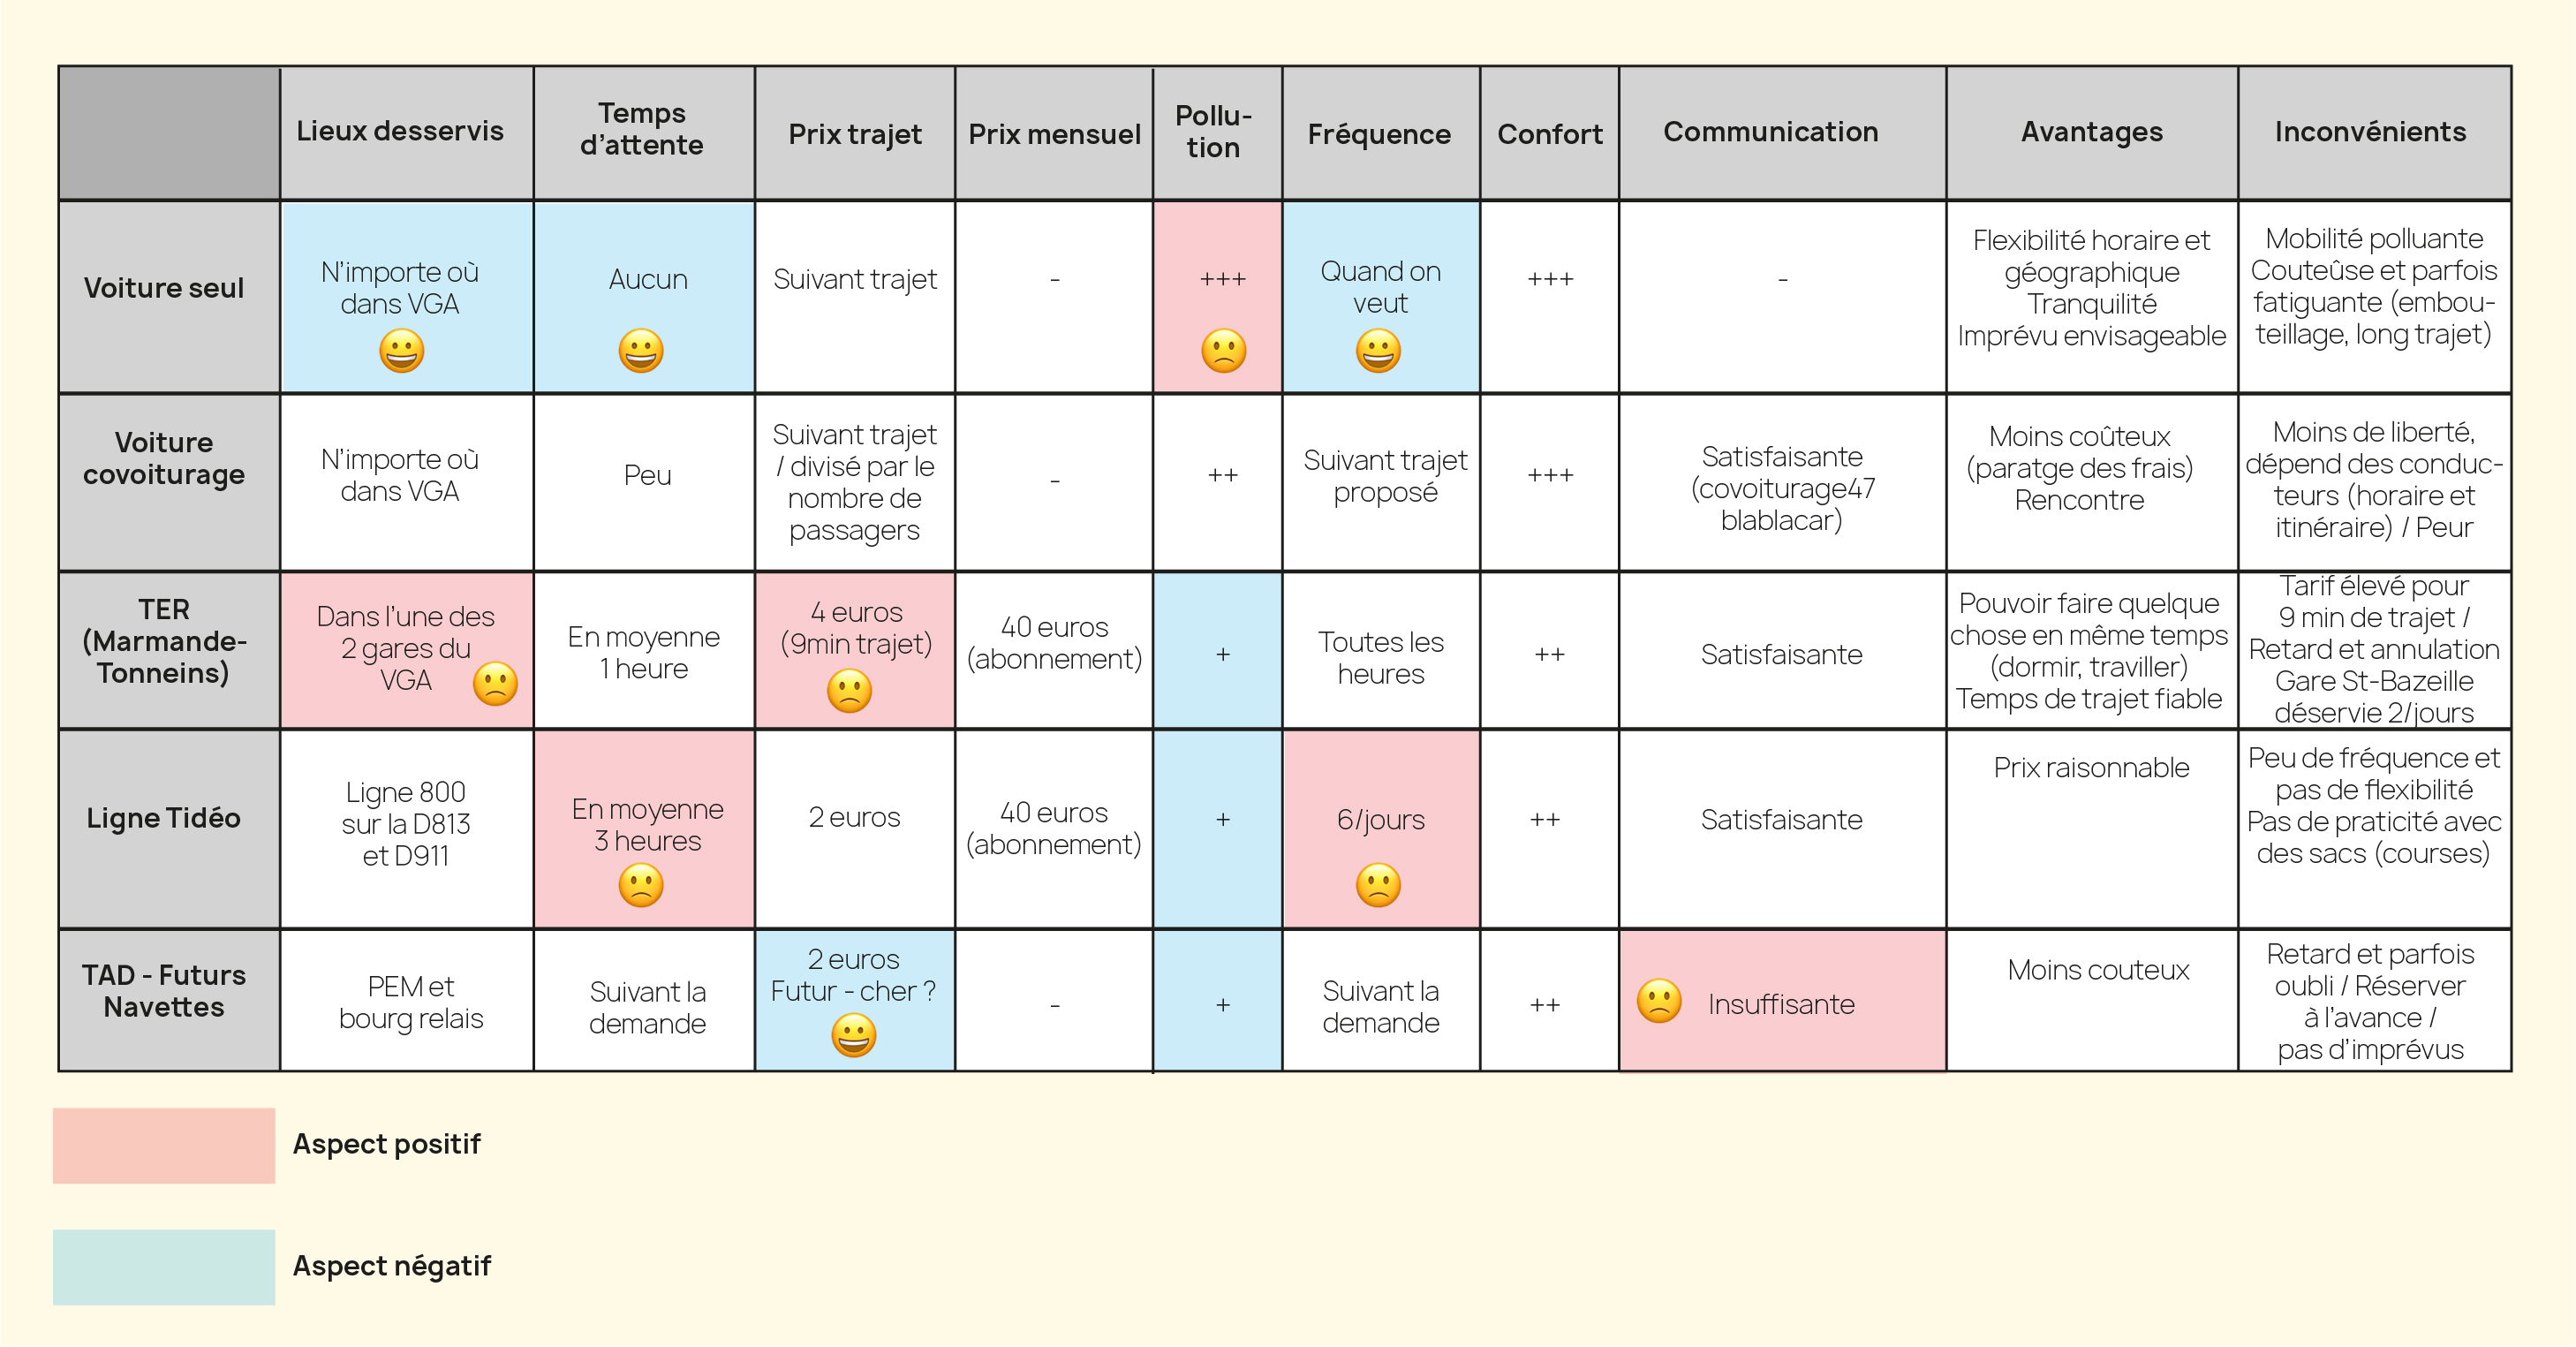 Lieux desservis
Temps
d’attente
Prix trajet
Prix mensuel
Pollu-
tion
Fréquence
Confort
Communication
Avantages
Inconvénients
Voiture seul
N’importe où
dans VGA
Aucun
Suivant trajet
-
+++
Quand on
veut
+++
-
Flexibilité horaire et
géographique
Tranquilité
Imprévu envisageable
Mobilité polluante
Couteûse et parfois
fatiguante (embou-
teillage, long trajet)
Voiture
covoiturage
N’importe où
dans VGA
Peu
Suivant trajet
/ divisé par le
nombre de
passagers
-
++
Suivant trajet
proposé
+++
Satisfaisante
(covoiturage47
blablacar)
Moins coûteux
(paratge des frais)
Rencontre
Moins de liberté,
dépend des conduc-
teurs (horaire et
itinéraire) / Peur
TER
(Marmande-
Tonneins)
Dans l’une des
2 gares du
VGA
En moyenne
1 heure
4 euros
(9min trajet)
40 euros
(abonnement)
+
Toutes les
heures
++
Satisfaisante
Pouvoir faire quelque
chose en même temps
(dormir, traviller)
Temps de trajet fiable
Tarif élevé pour
9 min de trajet /
Retard et annulation
Gare St-Bazeille
déservie 2/jours
Ligne Tidéo
Ligne 800
sur la D813
et D911
En moyenne
3 heures
2 euros
40 euros
(abonnement)
+
6/jours
++
Satisfaisante
Prix raisonnable
Peu de fréquence et
pas de flexibilité
Pas de praticité avec
des sacs (courses)
TAD - Futurs
Navettes
PEM et
bourg relais
Suivant la
demande
2 euros
Futur - cher ?
-
+
Suivant la
demande
++
Insuffisante
Moins couteux
Retard et parfois
oubli / Réserver
à l’avance /
pas d’imprévus
Aspect positif
Aspect négatif